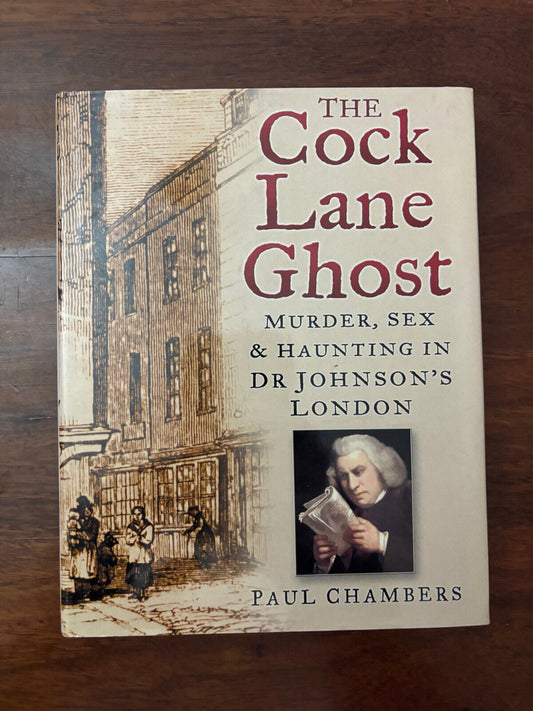 THE
COCK
LANE
GHOST
MURDER, SEX
& HAUNTING IN
DR JOHNSON'S
LONDON
PAUL CHAMBERS